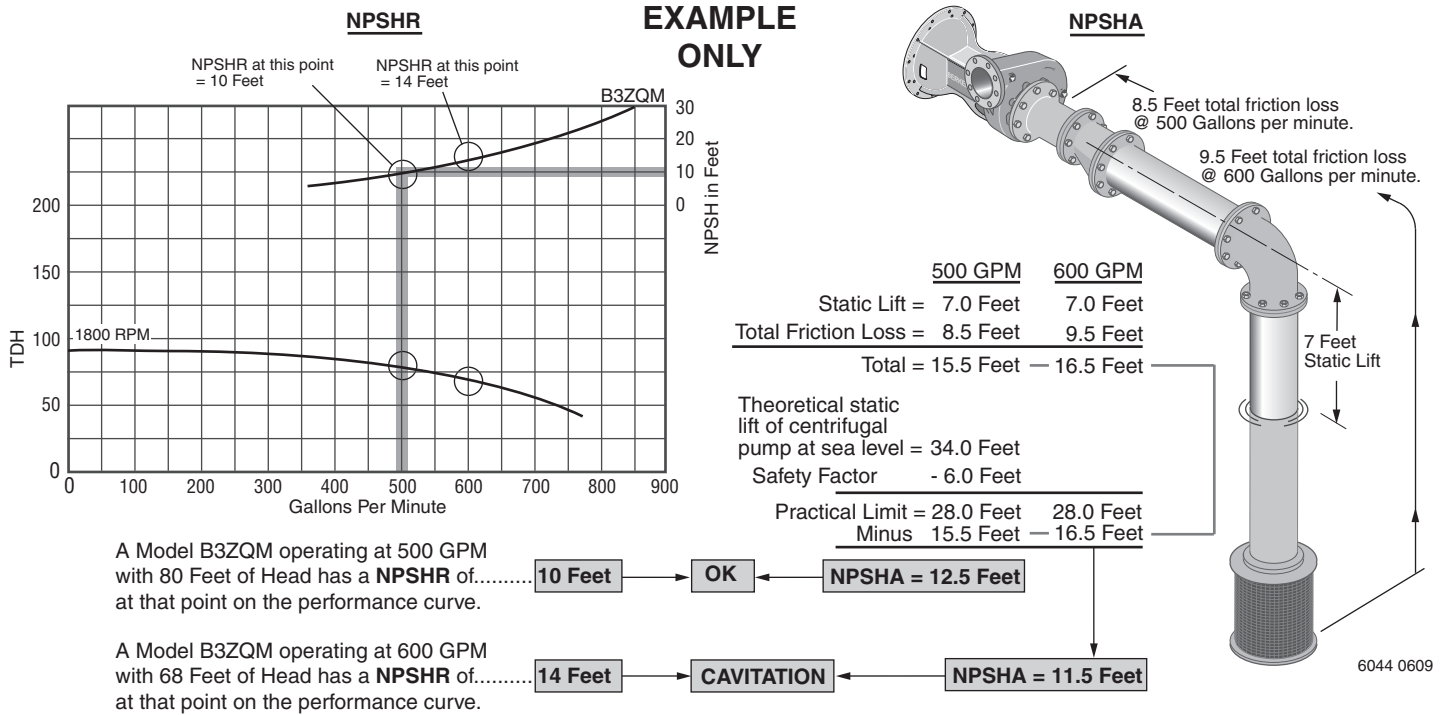 NPSHR
EXAMPLE
ONLY
NPSHA
NPSHR at this point
= 10 Feet
NPSHR at this point
= 14 Feet
B3ZQM
30
20
10
0
NPSH in Feet
200
150
100
50
0
TDH
1800 RPM
0 100 200 300 400 500 600 700 800 900
Gallons Per Minute
8.5 Feet total friction loss
@ 500 Gallons per minute.
9.5 Feet total friction loss
@ 600 Gallons per minute.
7 Feet
Static Lift
500 GPM 600 GPM
Static Lift = 7.0 Feet 7.0 Feet
Total Friction Loss = 8.5 Feet 9.5 Feet
Total = 15.5 Feet 16.5 Feet
Theoretical static
lift of centrifugal
pump at sea level = 34.0 Feet
Safety Factor - 6.0 Feet
Practical Limit = 28.0 Feet 28.0 Feet
Minus 15.5 Feet 16.5 Feet
A Model B3ZQM operating at 500 GPM
with 80 Feet of Head has a NPSHR of.......... 10 Feet OK NPSHA = 12.5 Feet
at that point on the performance curve.
A Model B3ZQM operating at 600 GPM
with 68 Feet of Head has a NPSHR of.......... 14 Feet CAVITATION NPSHA = 11.5 Feet
at that point on the performance curve.
6044 0609